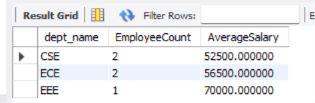 Result Grid Filter Rows: E
dept_name EmployeeCount AverageSalary
CSE 2 52500.000000
ECE 2 56500.000000
EEE 1 70000.000000